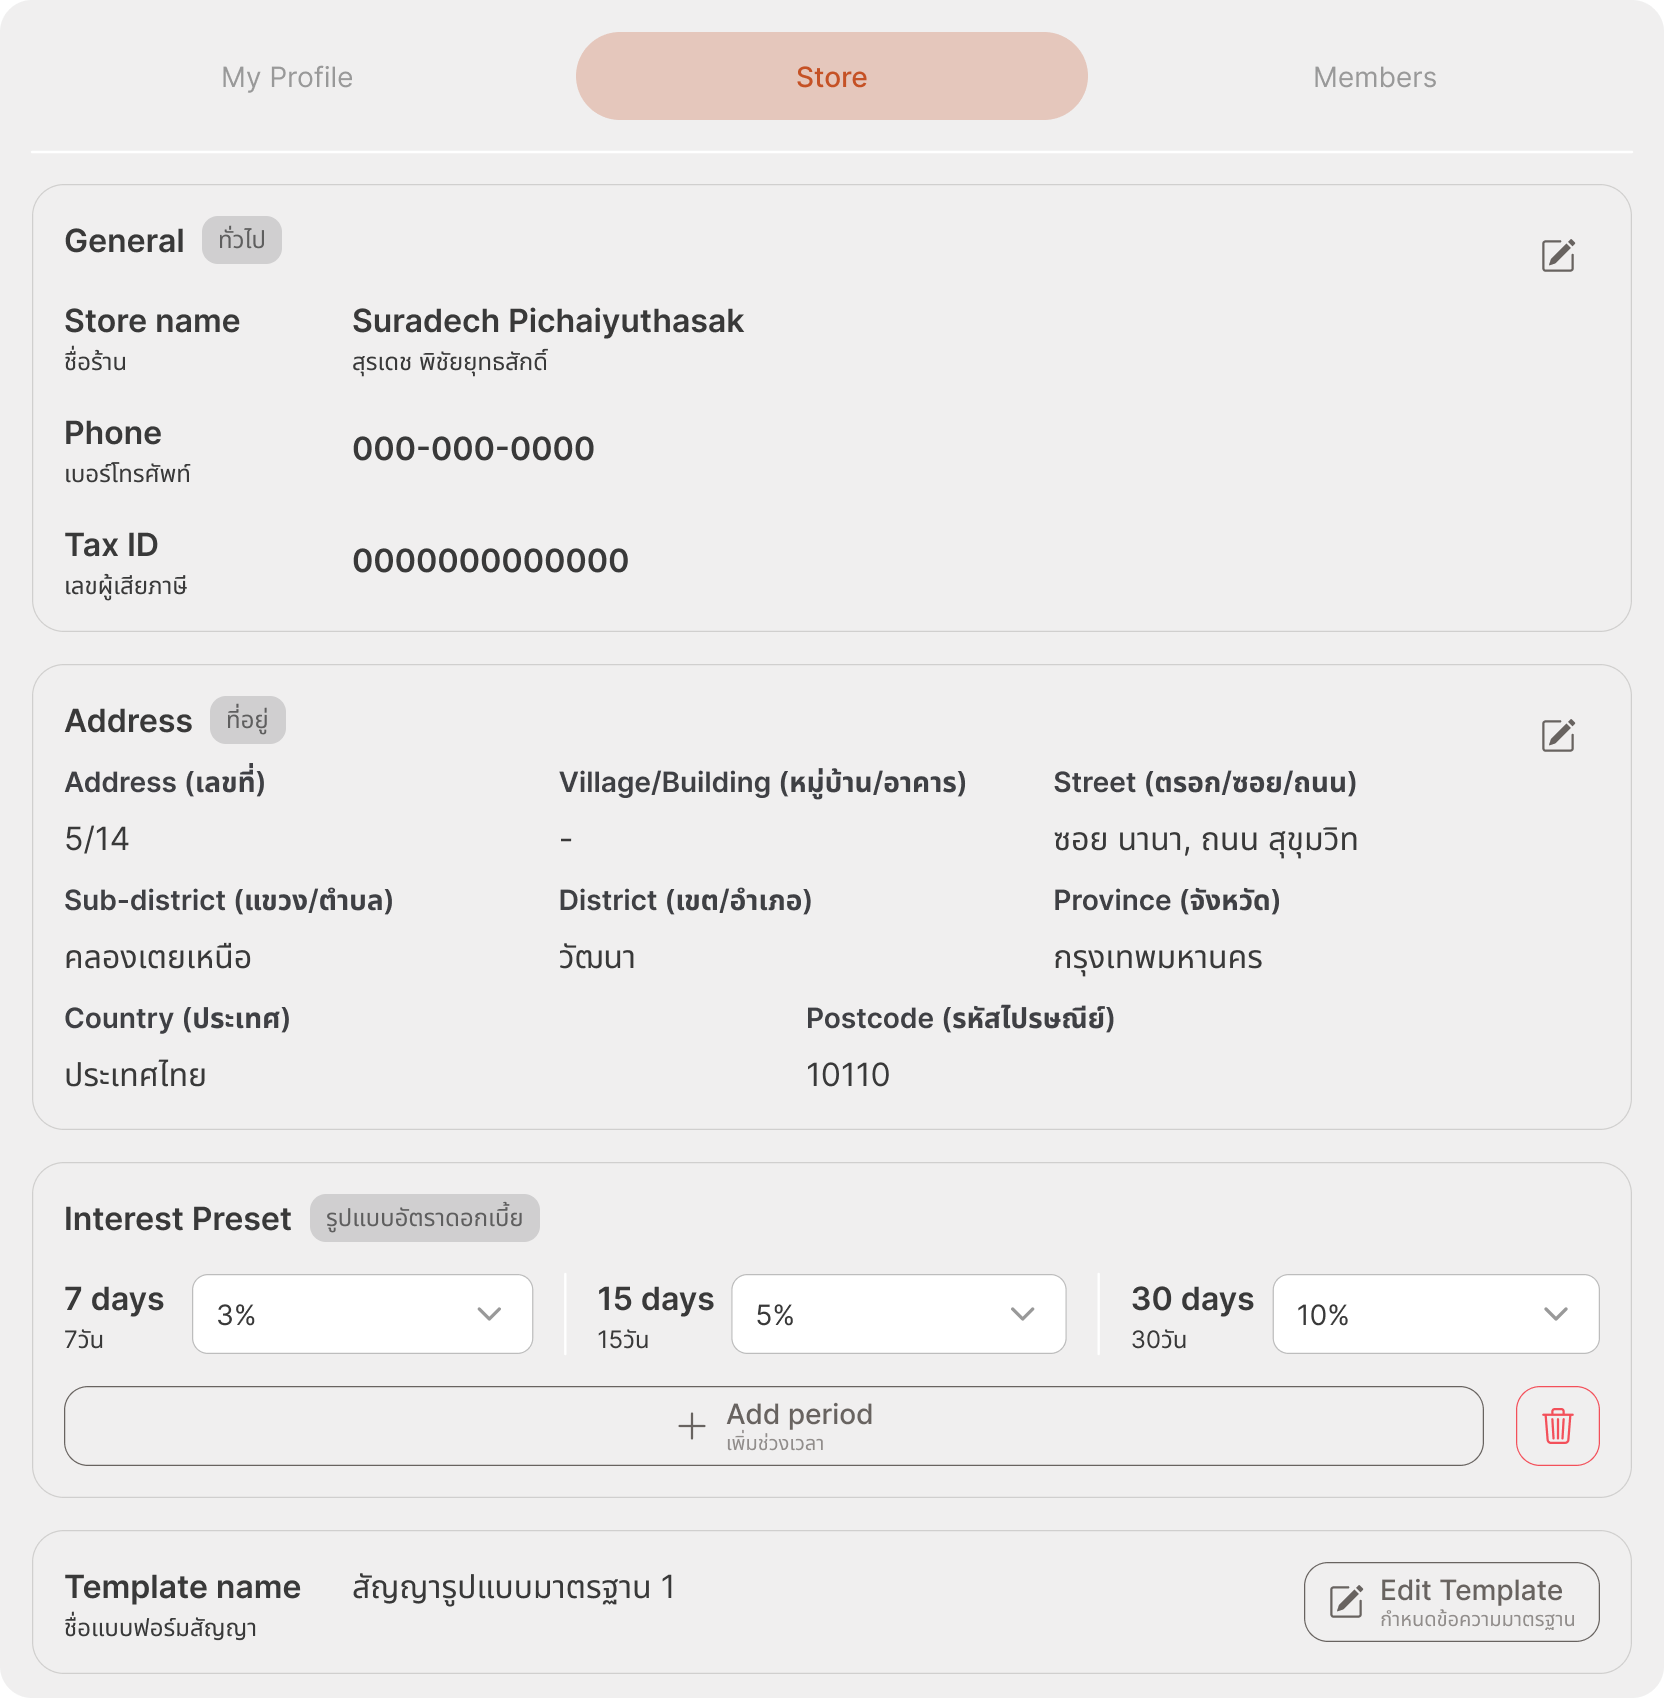 My Profile
Store
Members
General ทั่วไป
Store name
ชื่อร้าน
Suradech Pichaiyuthasak
สุรเดช พิชัยยุทธสักดิ์
Phone
เบอร์โทรศัพท์
000-000-0000
Tax ID
เลขผู้เสียภาษี
0000000000000
Address ที่อยู่
Address (เลขที่)
5/14
Village/Building (หมู่บ้าน/อาคาร)
-
Street (ตรอก/ซอย/ถนน)
ซอย นานา, ถนน สุขุมวิท
Sub-district (แขวง/ตำบล)
คลองเตยเหนือ
District (เขต/อำเภอ)
วัฒนา
Province (จังหวัด)
กรุงเทพมหานคร
Country (ประเทศ)
ประเทศไทย
Postcode (รหัสไปรษณีย์)
10110
Interest Preset รูปแบบอัตราดอกเบี้ย
7 days
7วัน
3%
15 days
15วัน
5%
30 days
30วัน
10%
Add period
เพิ่มช่วงเวลา
Template name
ชื่อแบบฟอร์มสัญญา
สัญญารูปแบบมาตรฐาน 1
Edit Template
กำหนดข้อความมาตรฐาน